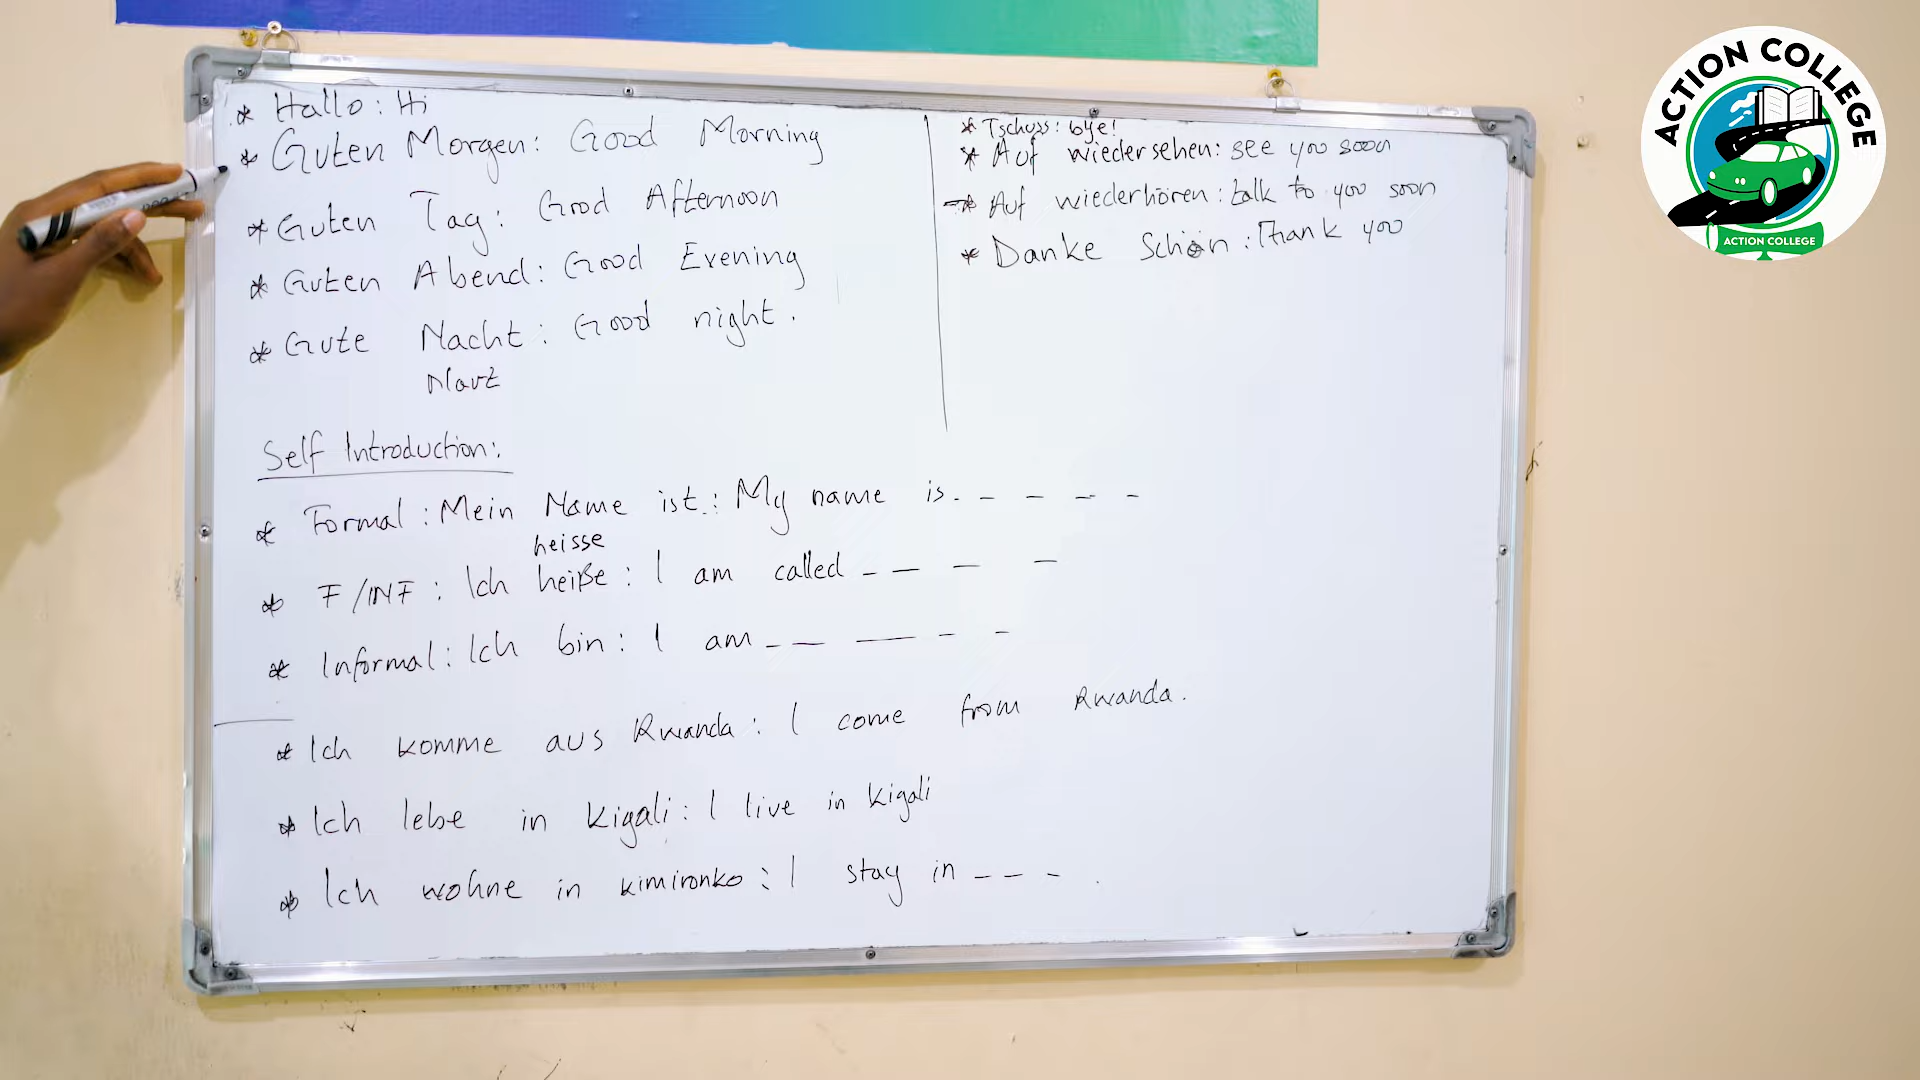 * Hallo: Hi
* Guten Morgen: Good Morning
* Guten Tag: Good Afternoon
* Guten Abend: Good Evening
* Gute Nacht: Good night.
* Tschuss: bye!
* Auf wiedersehen: see you soon
* Auf wiederhören: talk to you soon
* Danke Schön: Thank you
Self Introduction:
* Formal: Mein Name ist: My name is. - - - -
heisse
* F/INF: Ich heiße: I am called - - - -
* Informal: Ich bin: I am - - - - -
* Ich komme aus Rwanda: I come from Rwanda.
* Ich lebe in Kigali: I live in Kigali
* Ich wohne in kimironko: I stay in - - - .
ACTION COLLEGE
ACTION COLLEGE